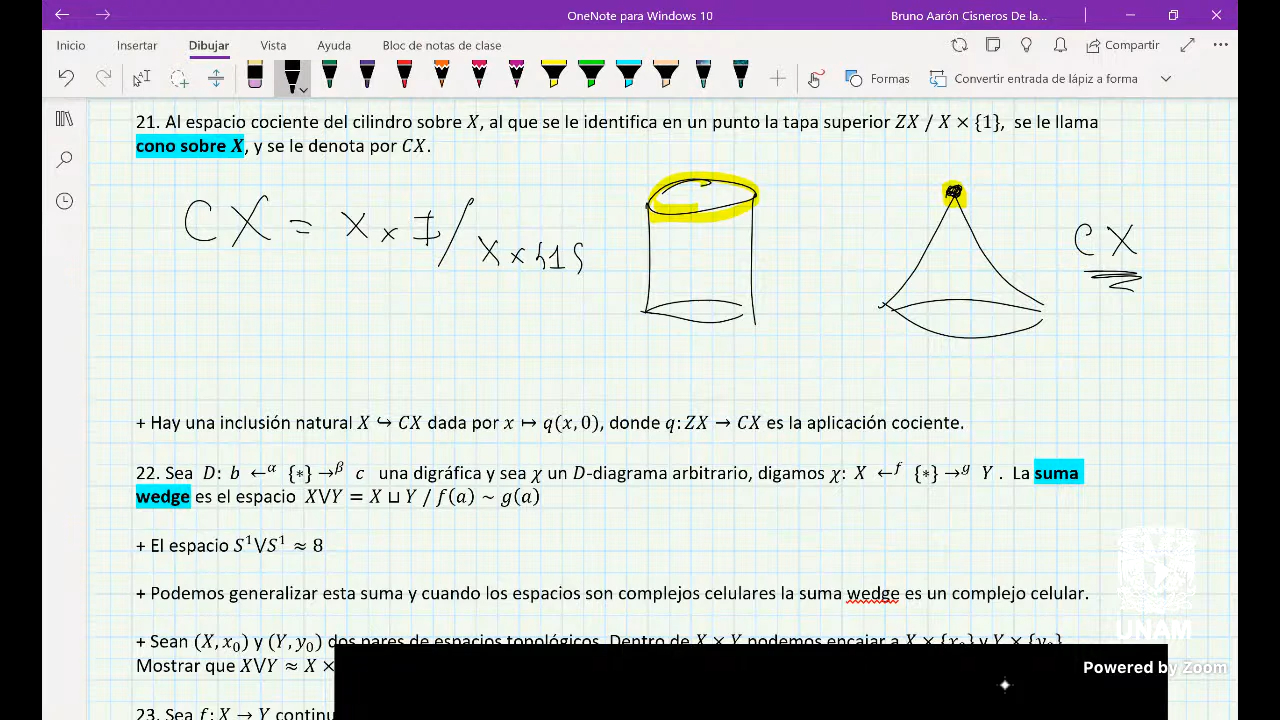 OneNote para Windows 10
Bruno Aarón Cisneros De la...
Inicio Insertar Dibujar Vista Ayuda Bloc de notas de clase
Compartir
Formas
Convertir entrada de lápiz a forma
21. Al espacio cociente del cilindro sobre X, al que se le identifica en un punto la tapa superior ZX / X × {1}, se le llama
cono sobre X, y se le denota por CX.
CX = X × I / X × {1}
CX
+ Hay una inclusión natural X ↪ CX dada por x ↦ q(x, 0), donde q: ZX → CX es la aplicación cociente.
22. Sea D: b ←^α {*} →^β c una digráfica y sea χ un D-diagrama arbitrario, digamos χ: X ←^f {*} →^g Y . La suma
wedge es el espacio X∨Y = X ⊔ Y / f(a) ~ g(a)
+ El espacio S¹⋁S¹ ≈ 8
+ Podemos generalizar esta suma y cuando los espacios son complejos celulares la suma wedge es un complejo celular.
+ Sean (X, x₀) y (Y, y₀) dos pares de espacios topológicos. Dentro de X × Y podemos encajar a X × {x₀} y Y × {y₀}
Mostrar que X∨Y ≈ X ×
23. Sea f: X → Y continu
UNAM
Powered by Zoom